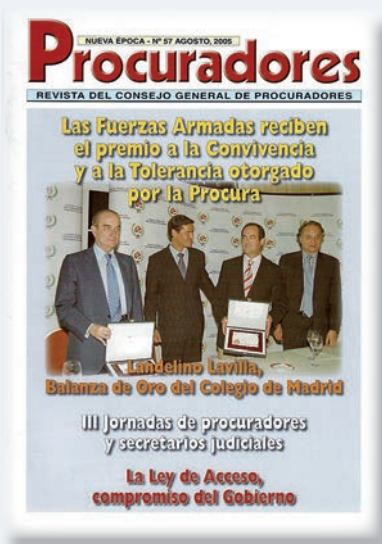 NUEVA ÉPOCA - Nº 57 AGOSTO, 2005
Procuradores
REVISTA DEL CONSEJO GENERAL DE PROCURADORES
Las Fuerzas Armadas reciben
el premio a la Convivencia
y a la Tolerancia otorgado
por la Procura
Landelino Lavilla,
Balanza de Oro del Colegio de Madrid
III Jornadas de procuradores
y secretarios judiciales
La Ley de Acceso,
compromiso del Gobierno